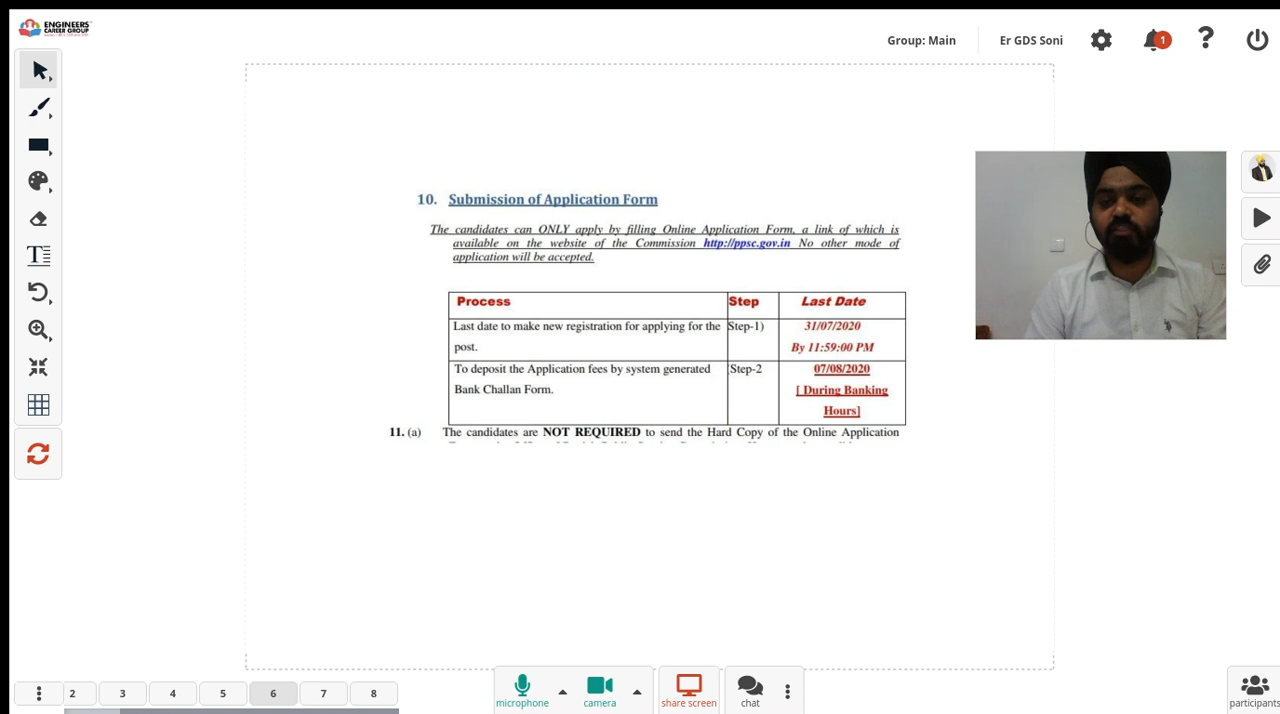 ENGINEERS
CAREER GROUP
Group: Main
Er GDS Soni
1
10. Submission of Application Form
The candidates can ONLY apply by filling Online Application Form, a link of which is
available on the website of the Commission http://ppsc.gov.in No other mode of
application will be accepted.
Process Step Last Date
Last date to make new registration for applying for the Step-1) 31/07/2020
post. By 11:59:00 PM
To deposit the Application fees by system generated Step-2 07/08/2020
Bank Challan Form. [ During Banking
Hours]
11. (a) The candidates are NOT REQUIRED to send the Hard Copy of the Online Application
2 3 4 5 6 7 8
microphone camera share screen chat participants